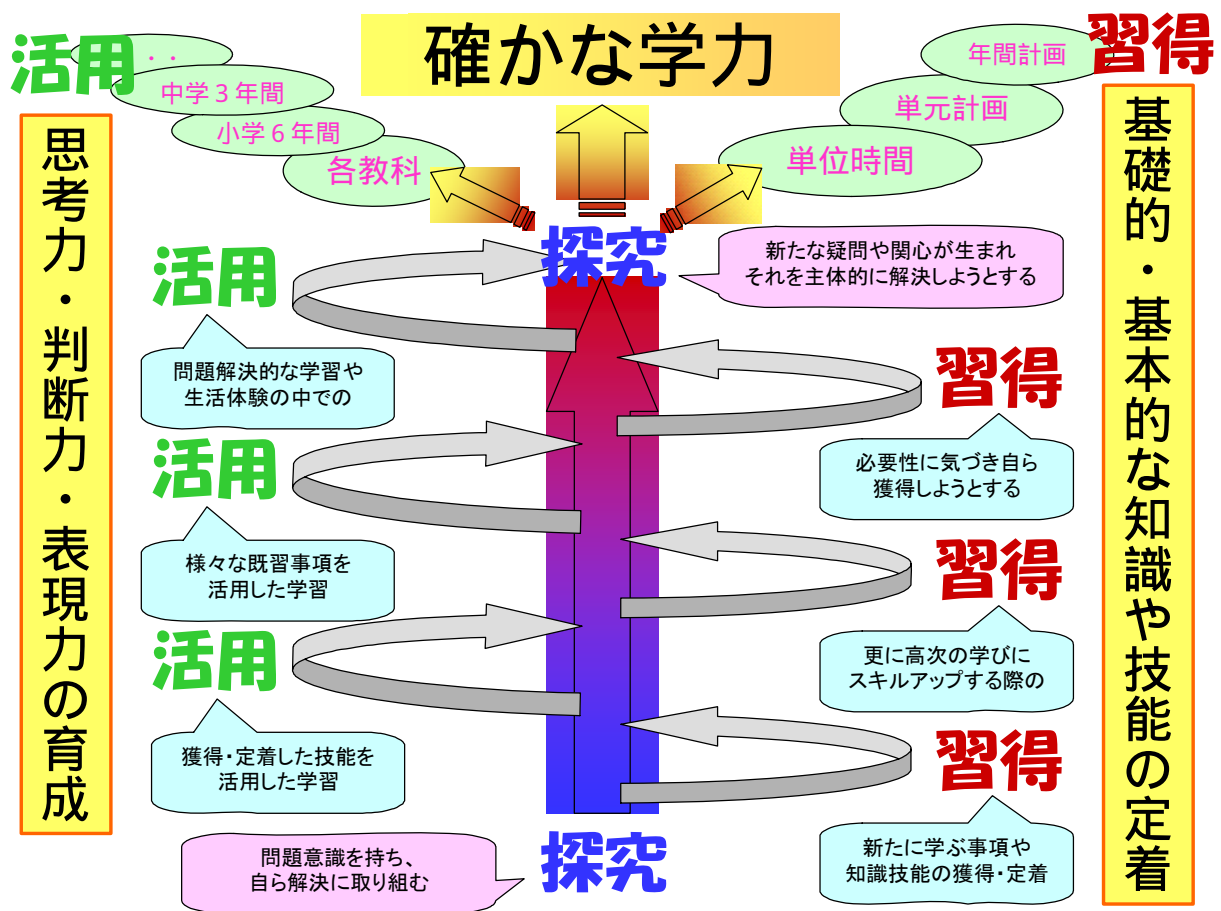 確かな学力
活用
・・
中学３年間
小学６年間
各教科
習得
年間計画
単元計画
単位時間
思考力・判断力・表現力の育成
基礎的・基本的な知識や技能の定着
探究
新たな疑問や関心が生まれ
それを主体的に解決しようとする
活用
問題解決的な学習や
生活体験の中での
習得
必要性に気づき自ら
獲得しようとする
活用
様々な既習事項を
活用した学習
習得
更に高次の学びに
スキルアップする際の
活用
獲得・定着した技能を
活用した学習
習得
新たに学ぶ事項や
知識技能の獲得・定着
探究
問題意識を持ち、
自ら解決に取り組む